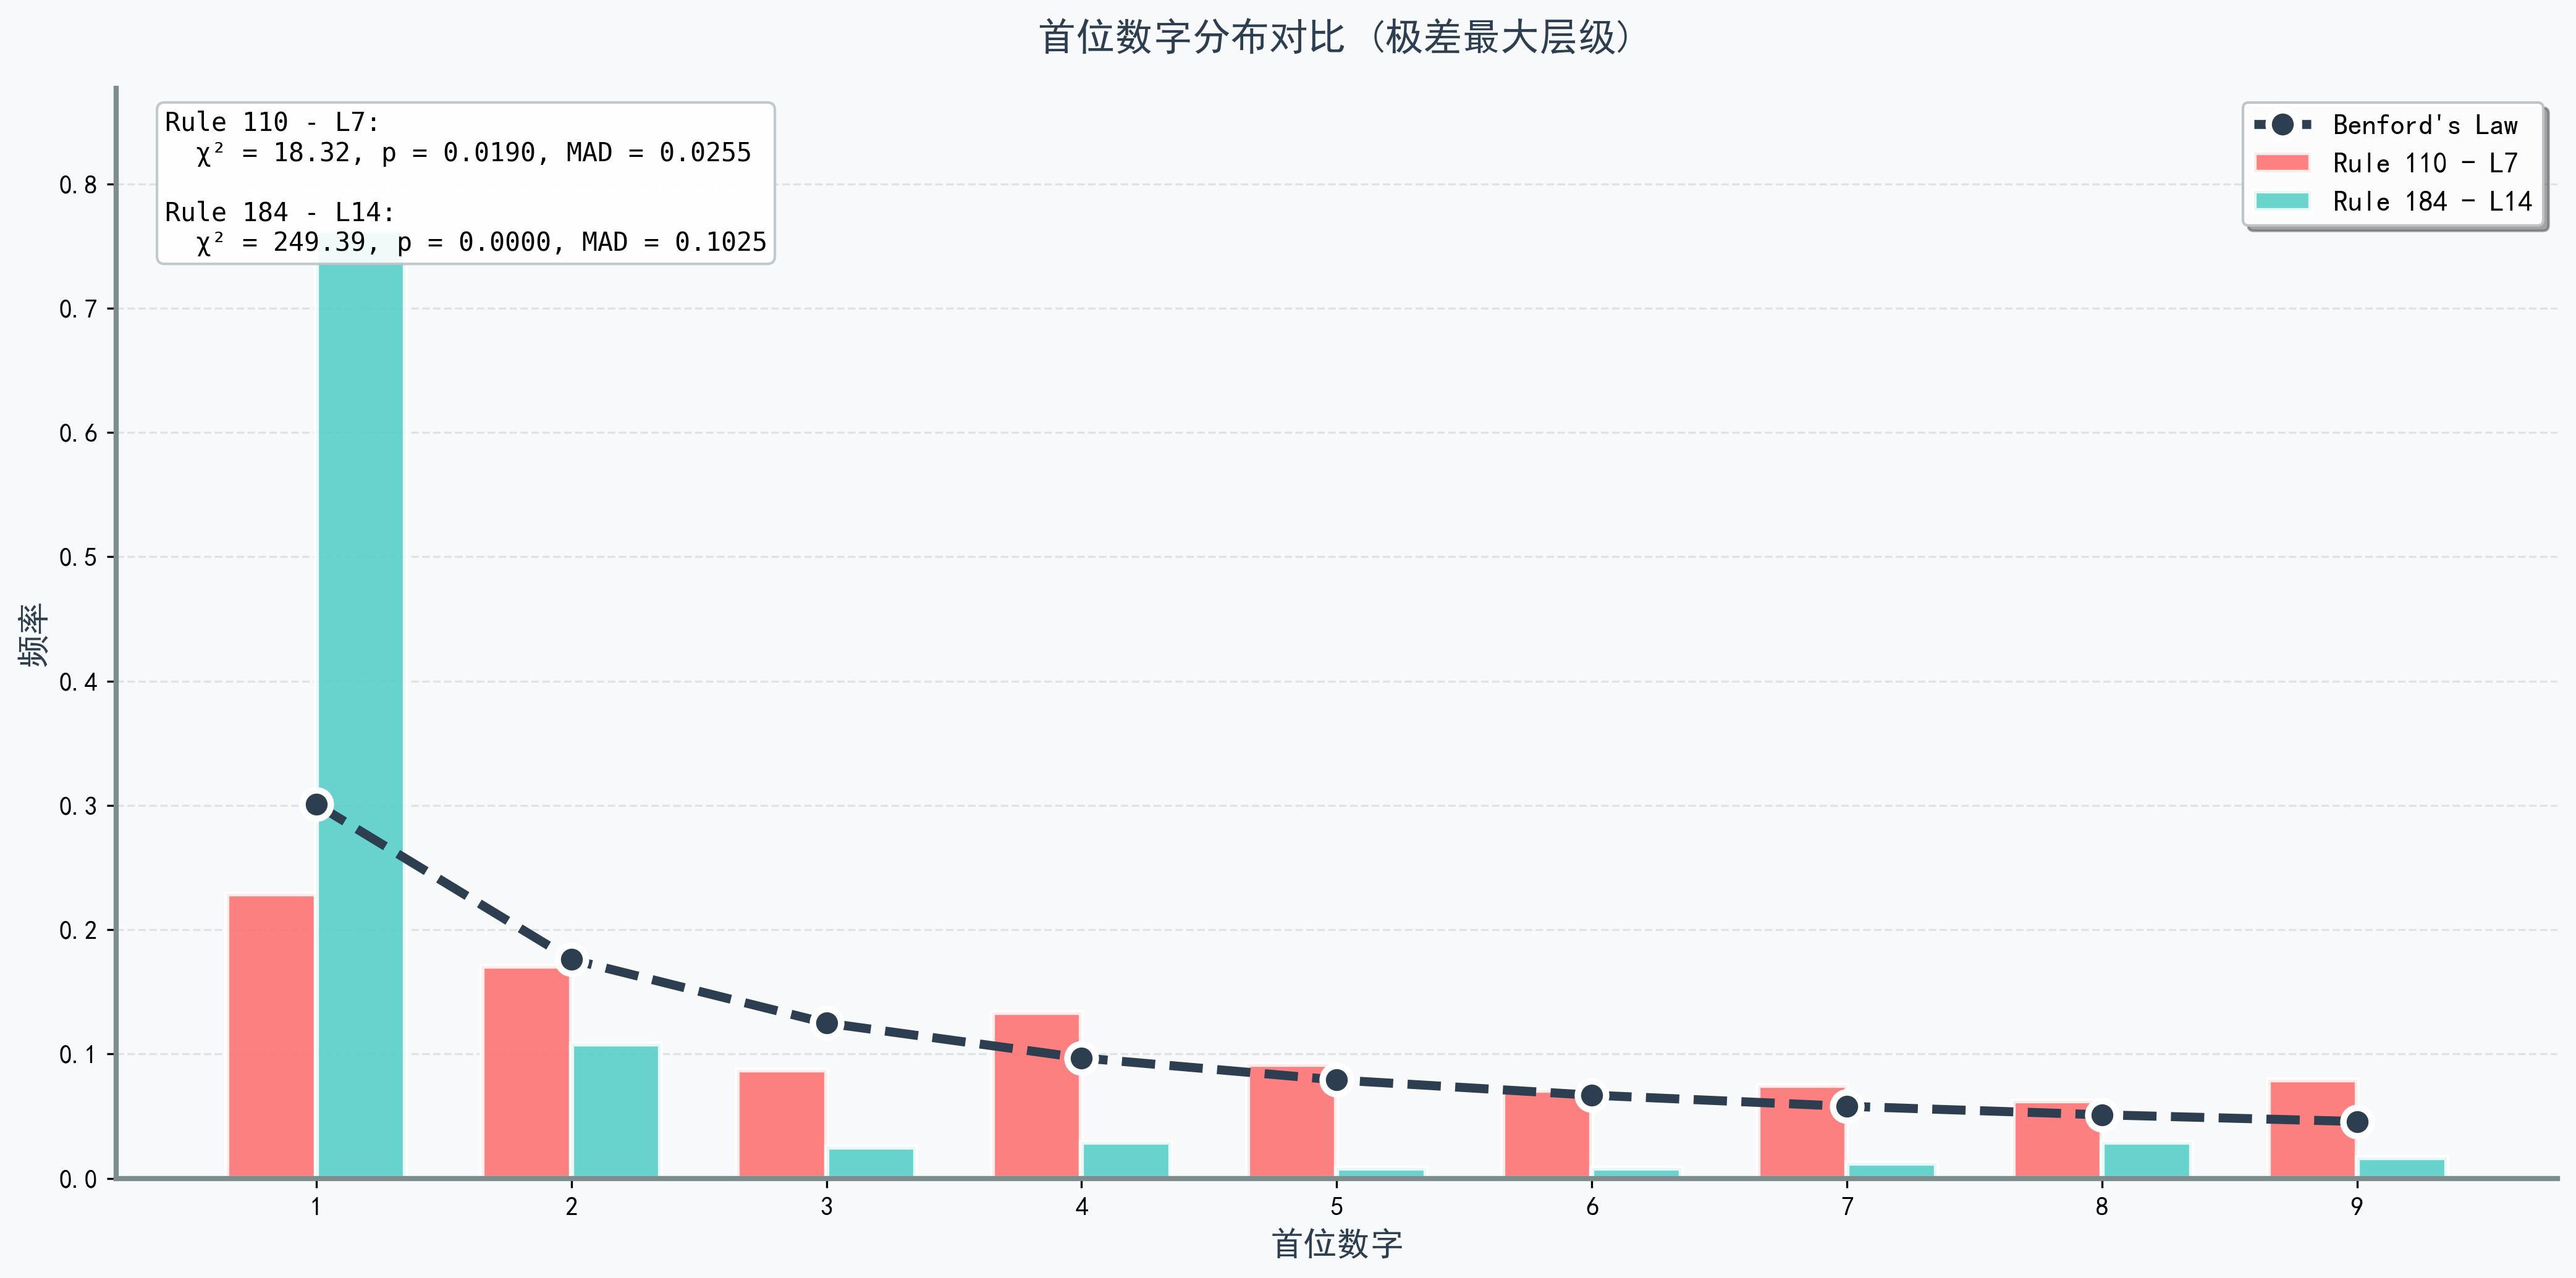 首位数字分布对比 (极差最大层级)
Rule 110 - L7:
χ² = 18.32, p = 0.0190, MAD = 0.0255
Rule 184 - L14:
χ² = 249.39, p = 0.0000, MAD = 0.1025
Benford's Law
Rule 110 - L7
Rule 184 - L14
频率
0.8
0.7
0.6
0.5
0.4
0.3
0.2
0.1
0.0
1 2 3 4 5 6 7 8 9
首位数字